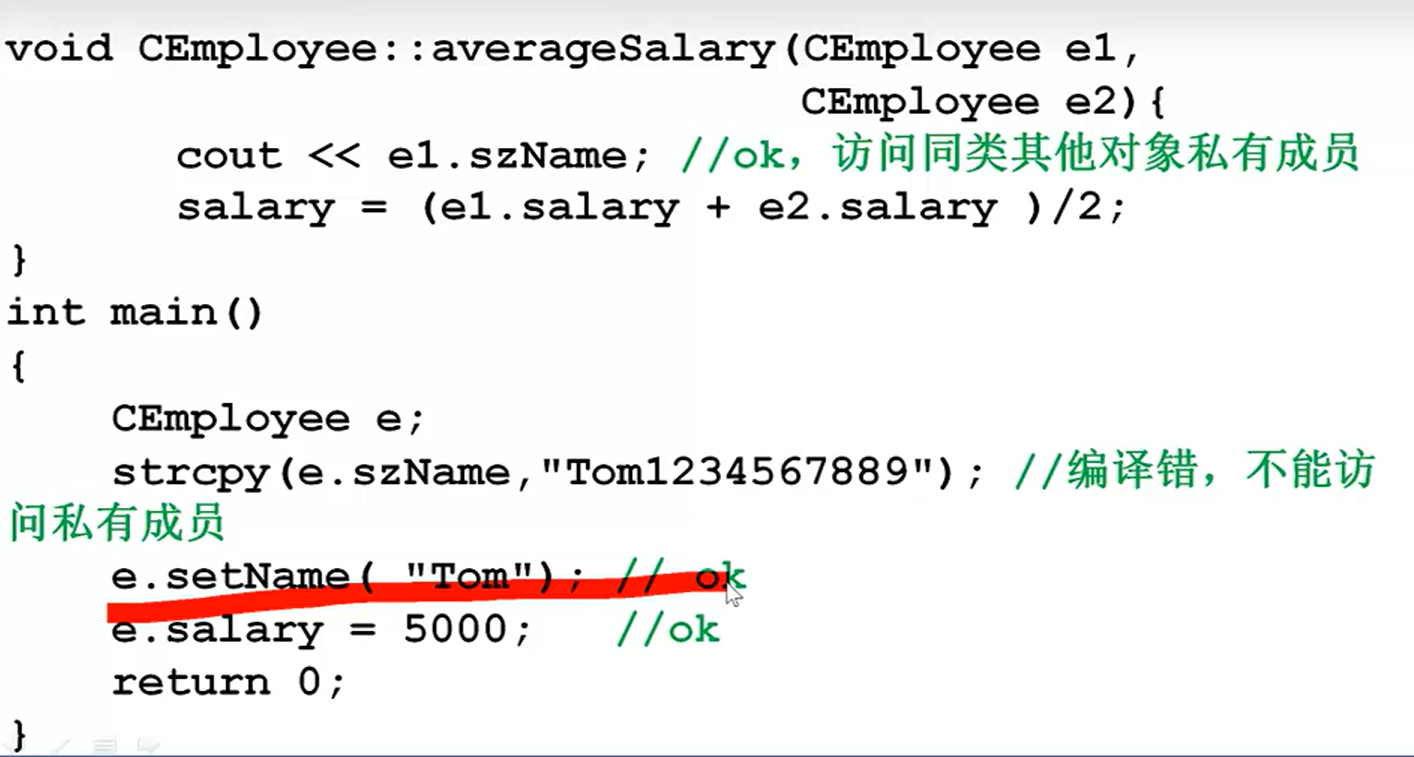 void CEmployee::averageSalary(CEmployee e1,
CEmployee e2){
cout << e1.szName; //ok，访问同类其他对象私有成员
salary = (e1.salary + e2.salary )/2;
}
int main()
{
CEmployee e;
strcpy(e.szName,"Tom1234567889"); //编译错，不能访
问私有成员
e.setName( "Tom"); // ok
e.salary = 5000; //ok
return 0;
}